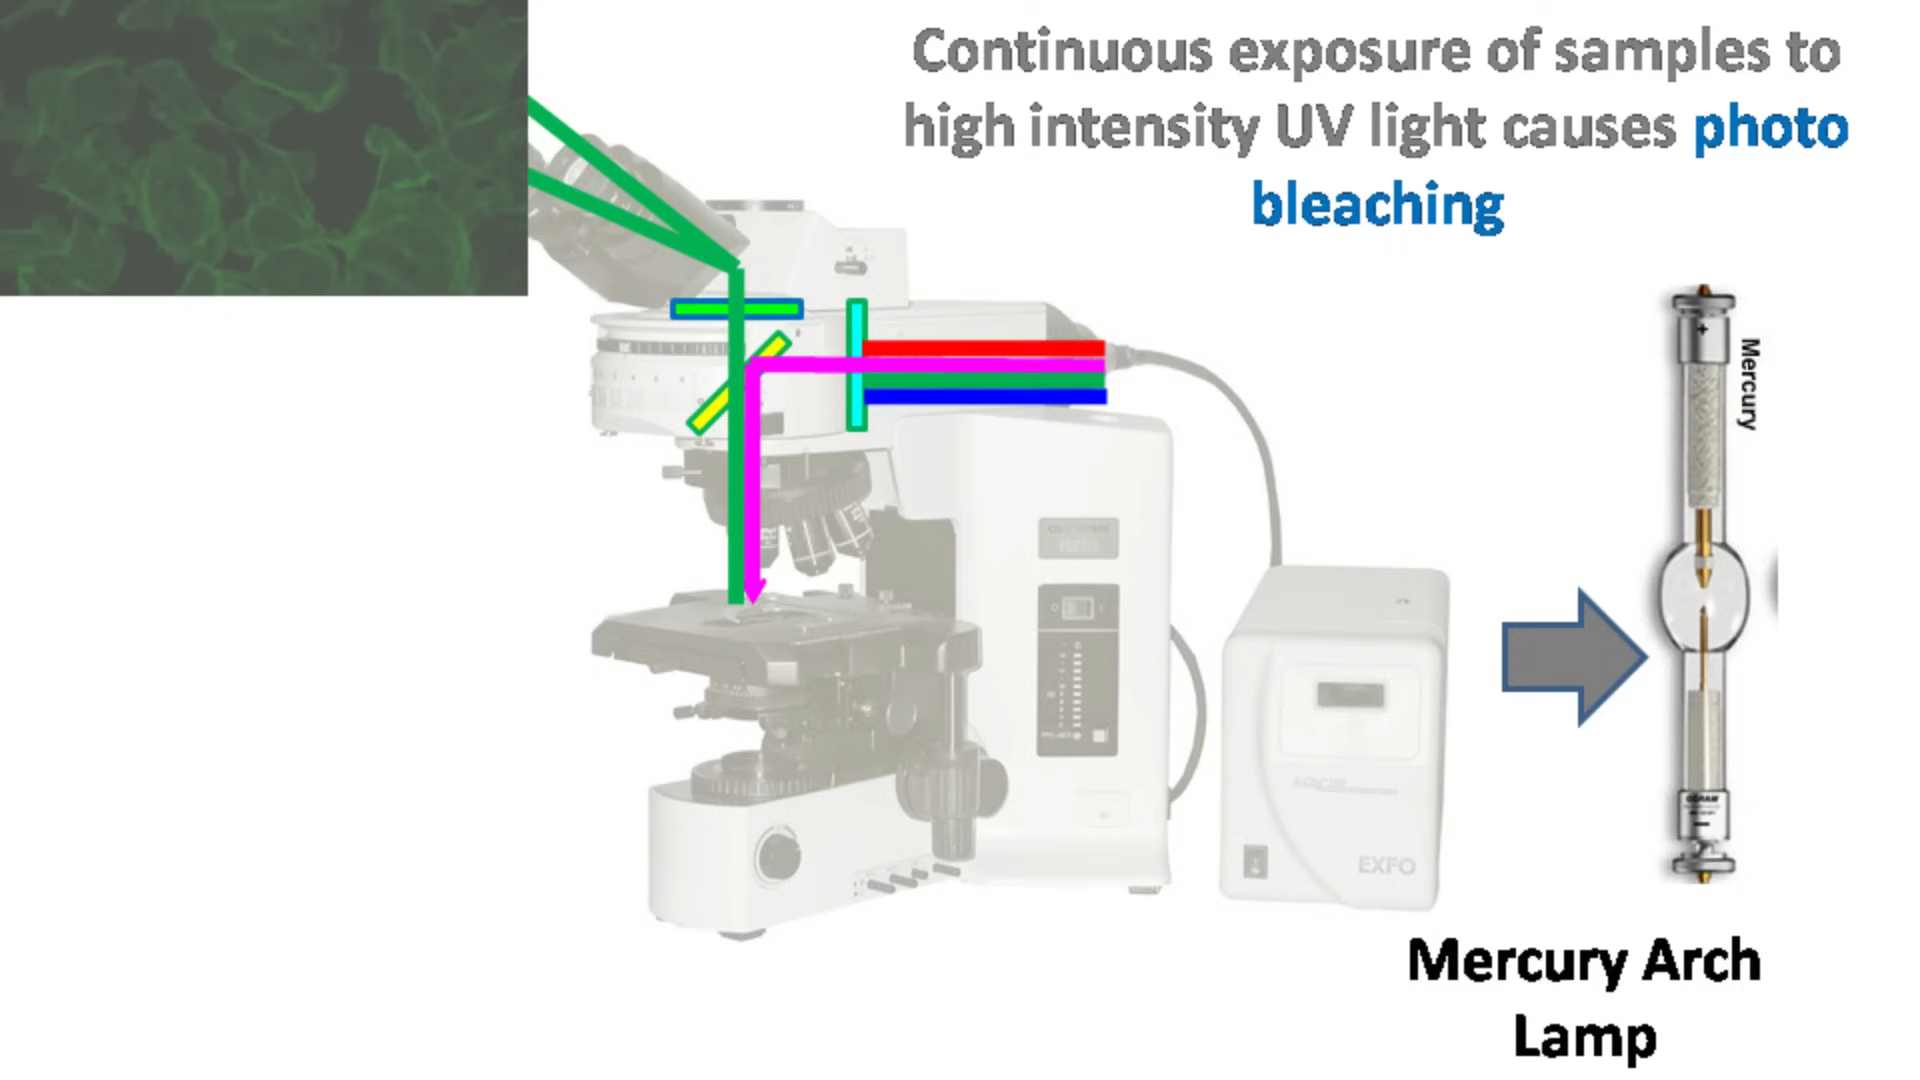 Continuous exposure of samples to
high intensity UV light causes photo
bleaching
Mercury
EXFO
Mercury Arch
Lamp